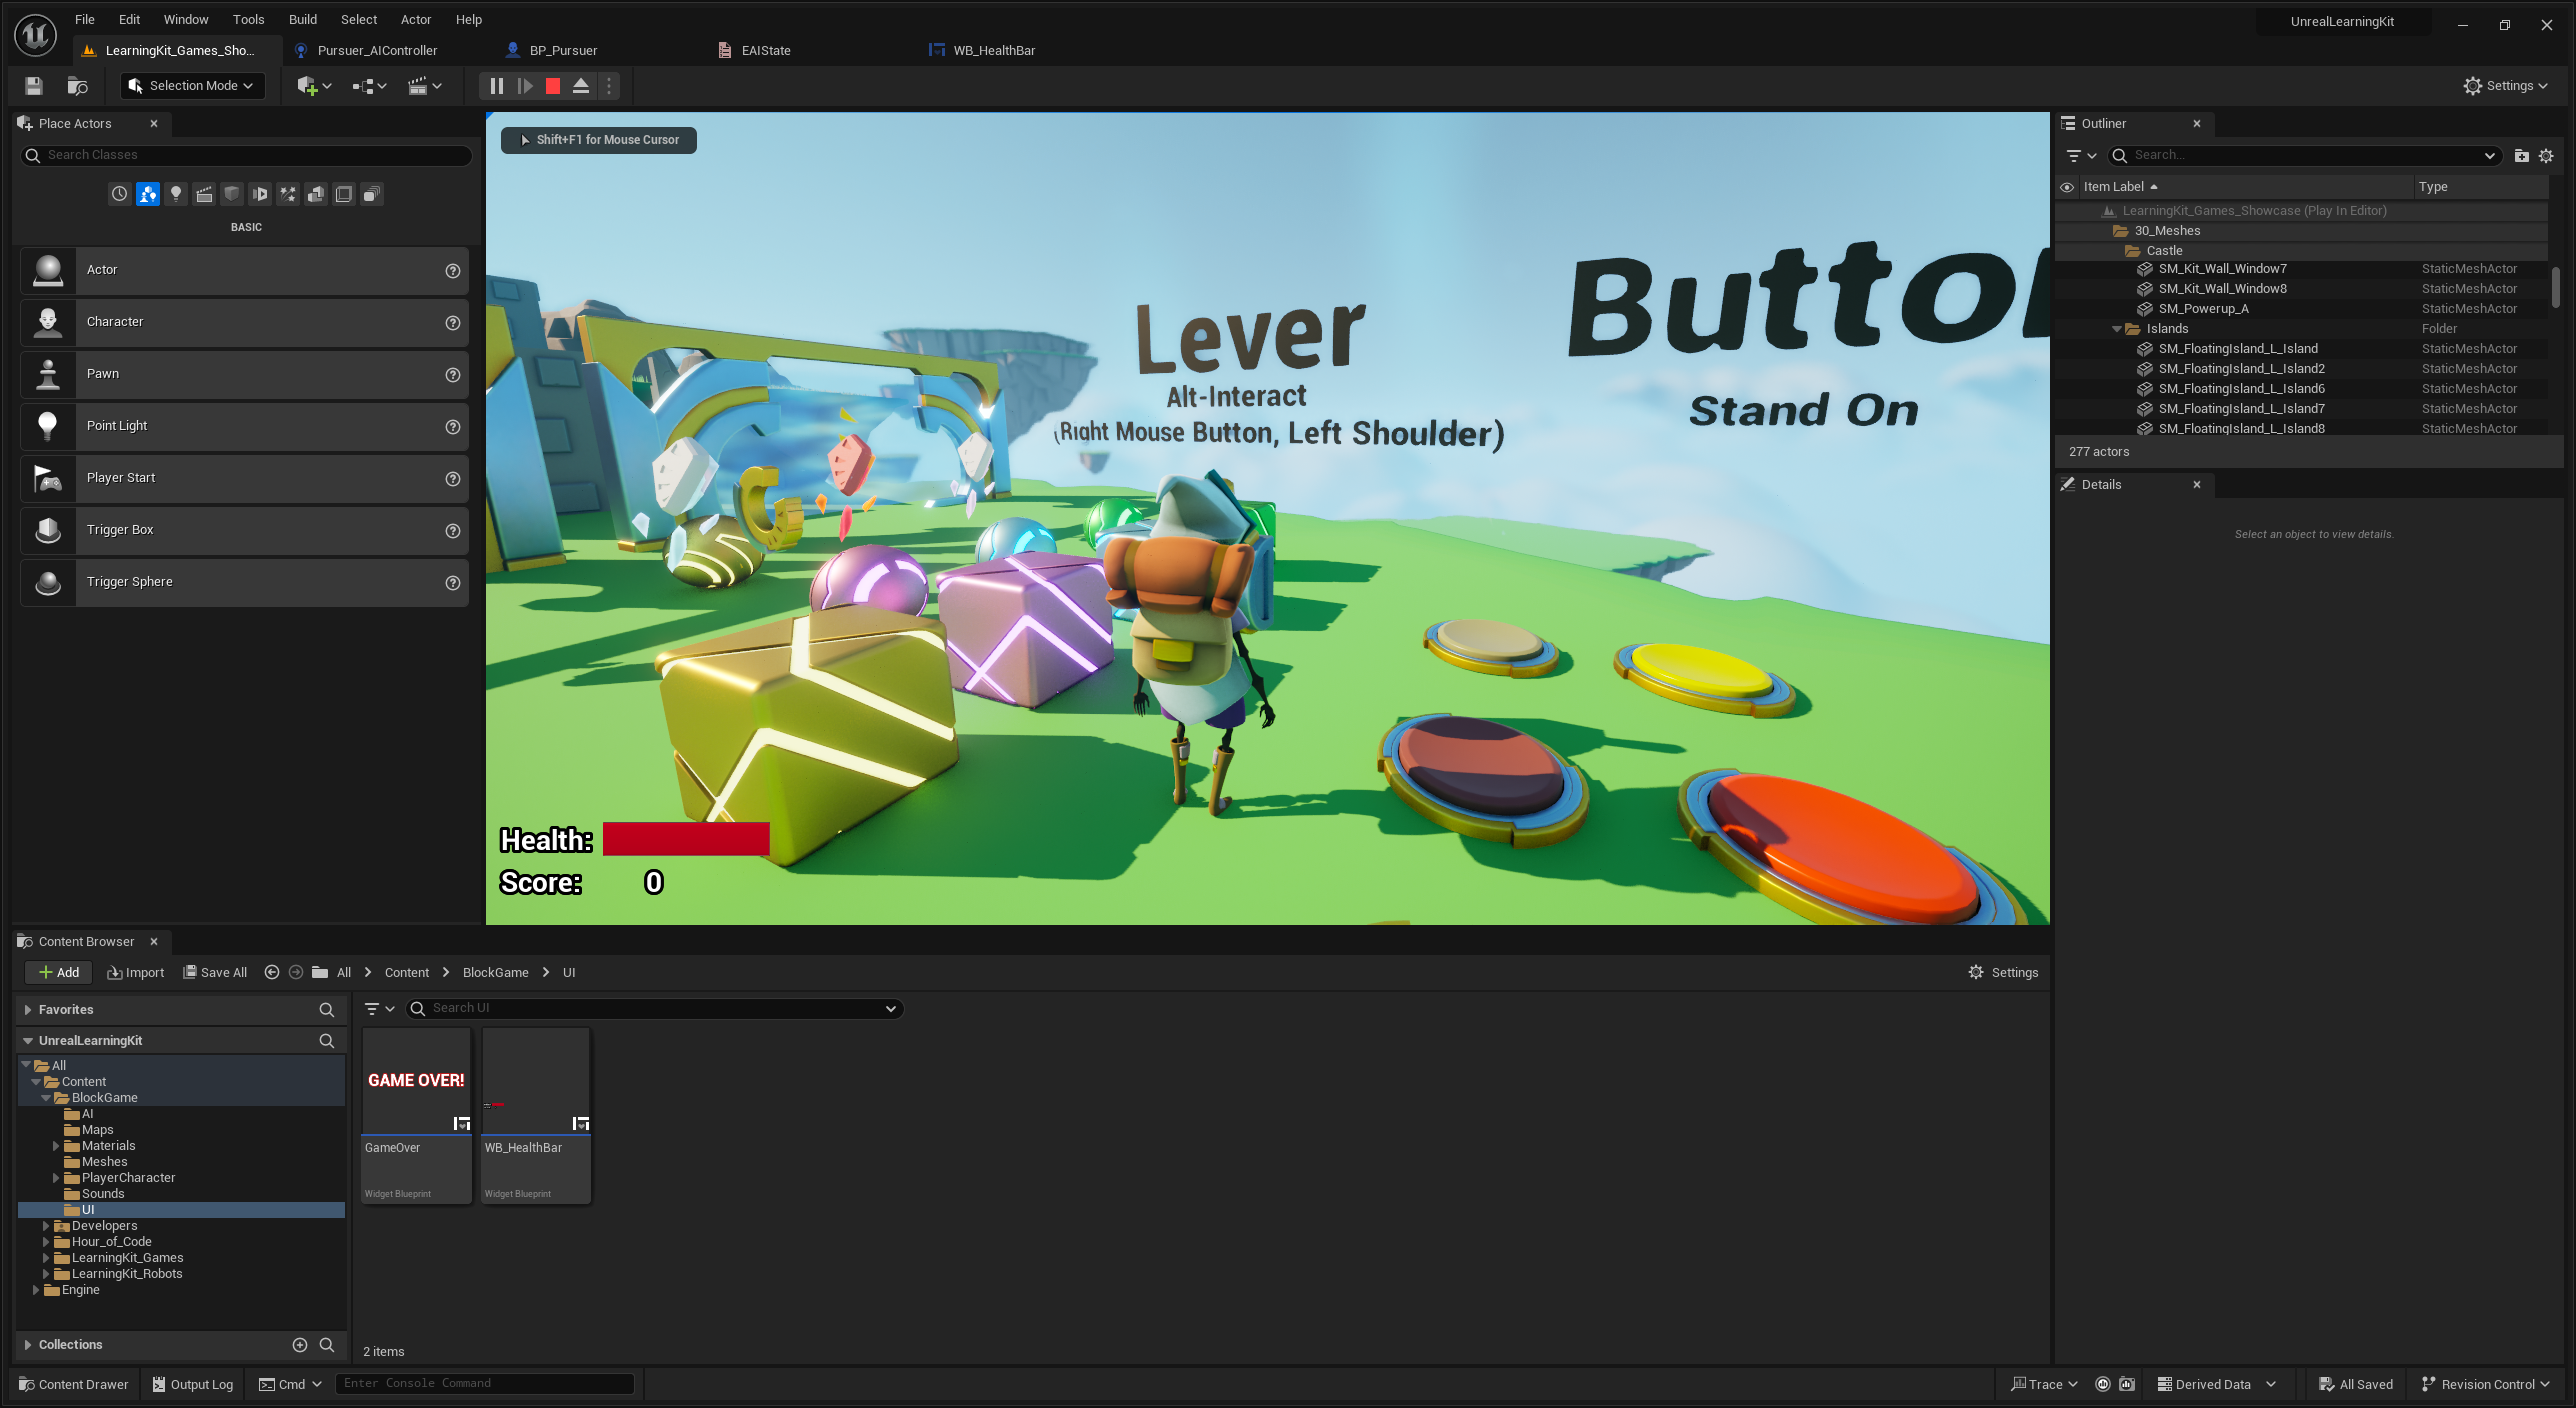 File Edit Window Tools Build Select Actor Help
UnrealLearningKit
LearningKit_Games_Sho...
Pursuer_AIController
BP_Pursuer
EAIState
WB_HealthBar
Selection Mode
Settings
Place Actors
Search Classes
BASIC
Actor
Character
Pawn
Point Light
Player Start
Trigger Box
Trigger Sphere
Shift+F1 for Mouse Cursor
Lever
Alt-Interact
(Right Mouse Button, Left Shoulder)
Button
Stand On
Health:
Score: 0
Outliner
Search...
Item Label Type
LearningKit_Games_Showcase (Play In Editor)
30_Meshes
Castle
SM_Kit_Wall_Window7 StaticMeshActor
SM_Kit_Wall_Window8 StaticMeshActor
SM_Powerup_A StaticMeshActor
Islands Folder
SM_FloatingIsland_L_Island StaticMeshActor
SM_FloatingIsland_L_Island2 StaticMeshActor
SM_FloatingIsland_L_Island6 StaticMeshActor
SM_FloatingIsland_L_Island7 StaticMeshActor
SM_FloatingIsland_L_Island8 StaticMeshActor
277 actors
Details
Select an object to view details.
Content Browser
Add Import Save All All Content BlockGame UI Settings
Favorites
UnrealLearningKit
All
Content
BlockGame
AI
Maps
Materials
Meshes
PlayerCharacter
Sounds
UI
Developers
Hour_of_Code
LearningKit_Games
LearningKit_Robots
Engine
Collections
Search UI
GAME OVER!
GameOver
Widget Blueprint
WB_HealthBar
Widget Blueprint
2 items
Content Drawer Output Log Cmd Enter Console Command Trace Derived Data All Saved Revision Control